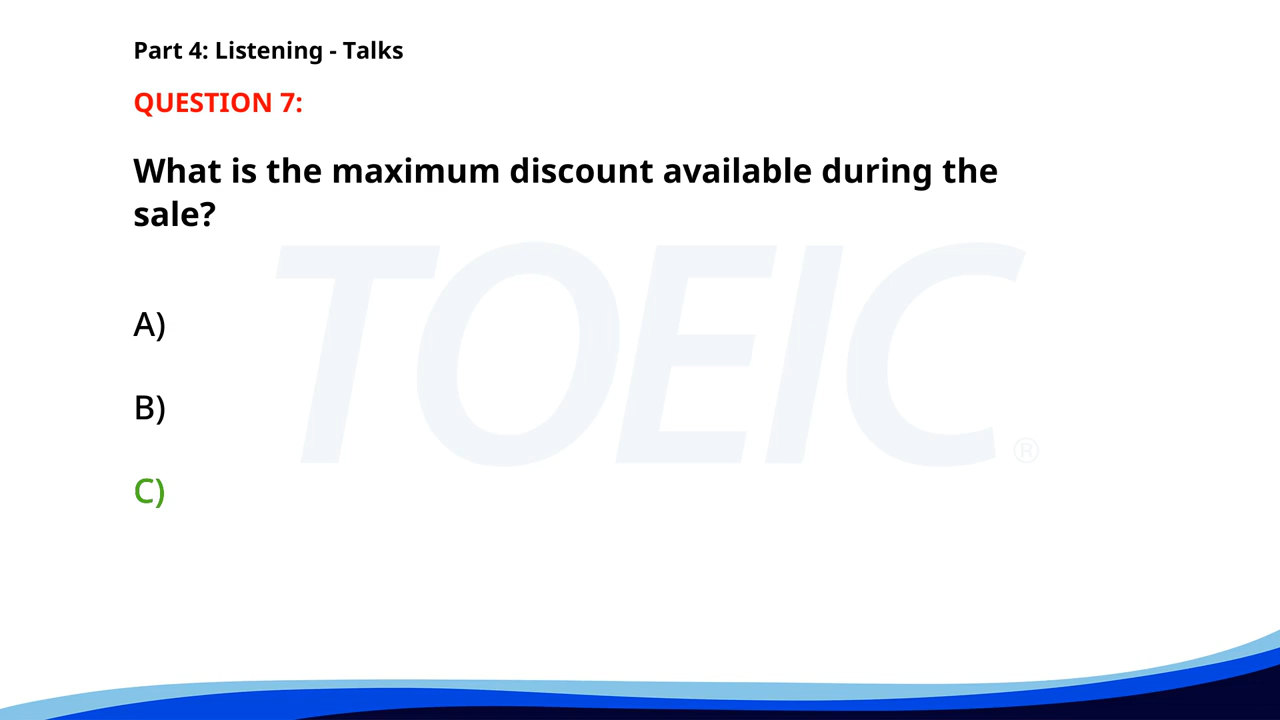 Part 4: Listening - Talks
QUESTION 7:
What is the maximum discount available during the
sale?
A)
B)
C)
TOEIC®